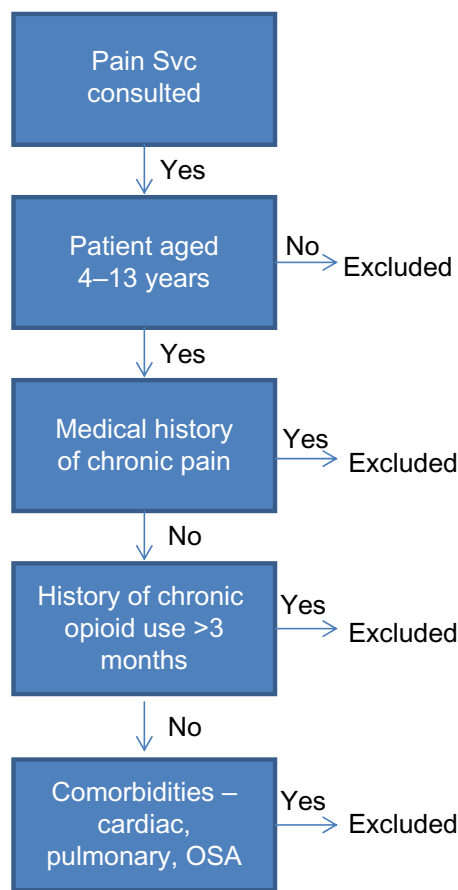 Pain Svc
consulted
Yes
Patient aged
4–13 years
No
Excluded
Yes
Medical history
of chronic pain
Yes
Excluded
No
History of chronic
opioid use >3
months
Yes
Excluded
No
Comorbidities –
cardiac,
pulmonary, OSA
Yes
Excluded